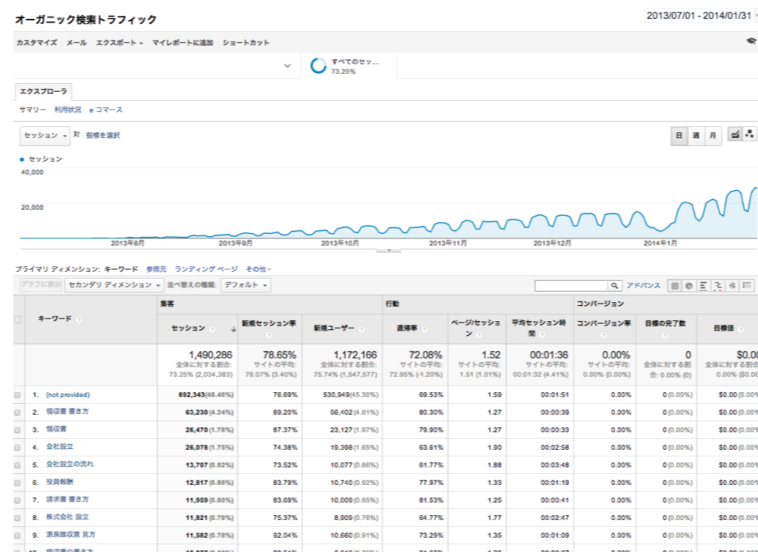 オーガニック検索トラフィック
2013/07/01 - 2014/01/31
カスタマイズ メール エクスポート マイレポートに追加 ショートカット
すべてのセッ...
73.25%
エクスプローラ
サマリー 利用状況 eコマース
セッション 対 指標を選択 日 週 月
セッション
40,000
20,000
2013年8月 2013年9月 2013年10月 2013年11月 2013年12月 2014年1月
プライマリ ディメンション: キーワード 参照元 ランディング ページ その他
グラフに表示 セカンダリ ディメンション 並べ替えの種類: デフォルト アドバンス
集客 行動 コンバージョン
キーワード セッション 新規セッション率 新規ユーザー 直帰率 ページ/セッション 平均セッション時間 コンバージョン率 目標の完了数 目標値
1,490,286 78.65% 1,172,166 72.08% 1.52 00:01:36 0.00% 0 $0.00
全体に対する割合: サイトの平均: 全体に対する割合: サイトの平均: サイトの平均: サイトの平均: サイトの平均: 全体に対する割合: 全体に対する割合:
73.25% (2,034,383) 76.07% (3.40%) 75.74% (1,547,577) 72.95% (-1.20%) 1.51 (1.01%) 00:01:32 (4.41%) 0.00% (0.00%) 0.00% (0) 0.00%
1. (not provided) 692,343(46.46%) 76.69% 530,949(45.30%) 1.59 00:01:51 0.00% 0(0.00%) $0.00(0.00%
2. 領収書 書き方 63,230(4.24%) 89.20% 56,402(4.81%) 80.30% 1.27 00:00:39 0.00% 0(0.00%) $0.00(0.00%
3. 領収書 26,470(1.78%) 87.37% 23,127(1.97%) 79.90% 1.27 00:00:33 0.00% 0(0.00%) $0.00(0.00%
4. 会社設立 26,078(1.75%) 74.38% 19,398(1.65%) 63.61% 1.90 00:02:58 0.00% 0(0.00%) $0.00(0.00%
5. 会社設立の流れ 13,707(0.92%) 73.52% 10,077(0.86%) 61.77% 1.88 00:03:48 0.00% 0(0.00%) $0.00(0.00%
6. 役員報酬 12,817(0.86%) 83.79% 10,740(0.92%) 77.97% 1.33 00:01:19 0.00% 0(0.00%) $0.00(0.00%
7. 請求書 書き方 11,959(0.80%) 83.69% 10,009(0.85%) 81.53% 1.25 00:00:41 0.00% 0(0.00%) $0.00(0.00%
8. 株式会社 設立 11,821(0.79%) 75.37% 8,909(0.76%) 64.77% 1.77 00:02:47 0.00% 0(0.00%) $0.00(0.00%
9. 源泉徴収票 見方 11,582(0.78%) 92.04% 10,660(0.91%) 73.29% 1.35 00:01:09 0.00% 0(0.00%) $0.00(0.00%